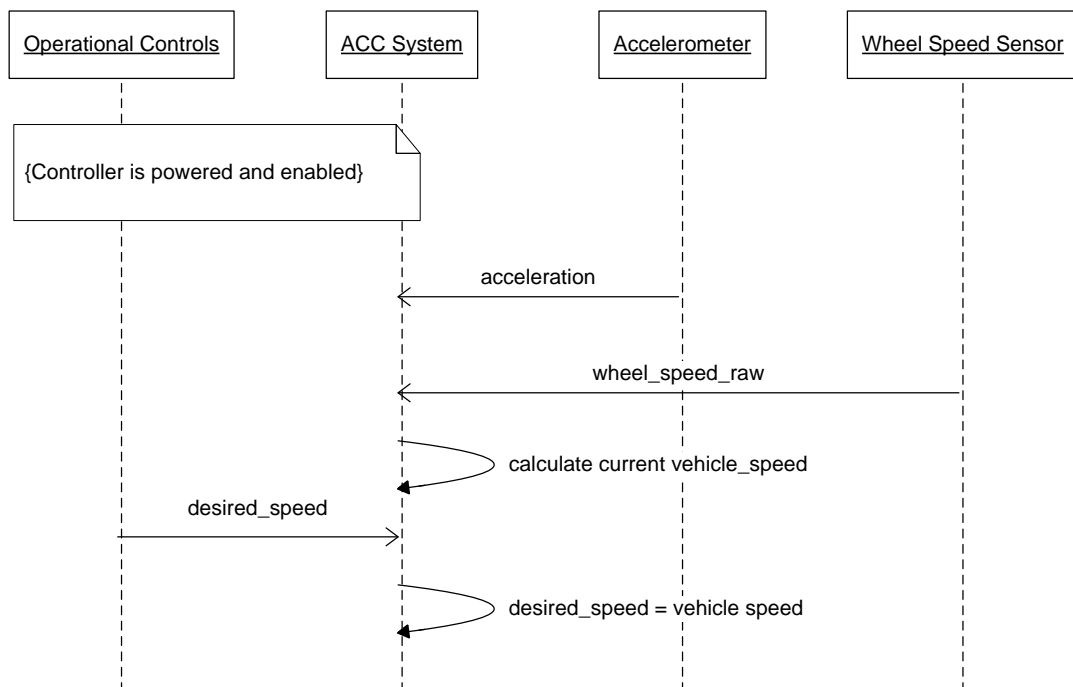 Operational Controls
ACC System
Accelerometer
Wheel Speed Sensor
{Controller is powered and enabled}
acceleration
wheel_speed_raw
calculate current vehicle_speed
desired_speed
desired_speed = vehicle speed